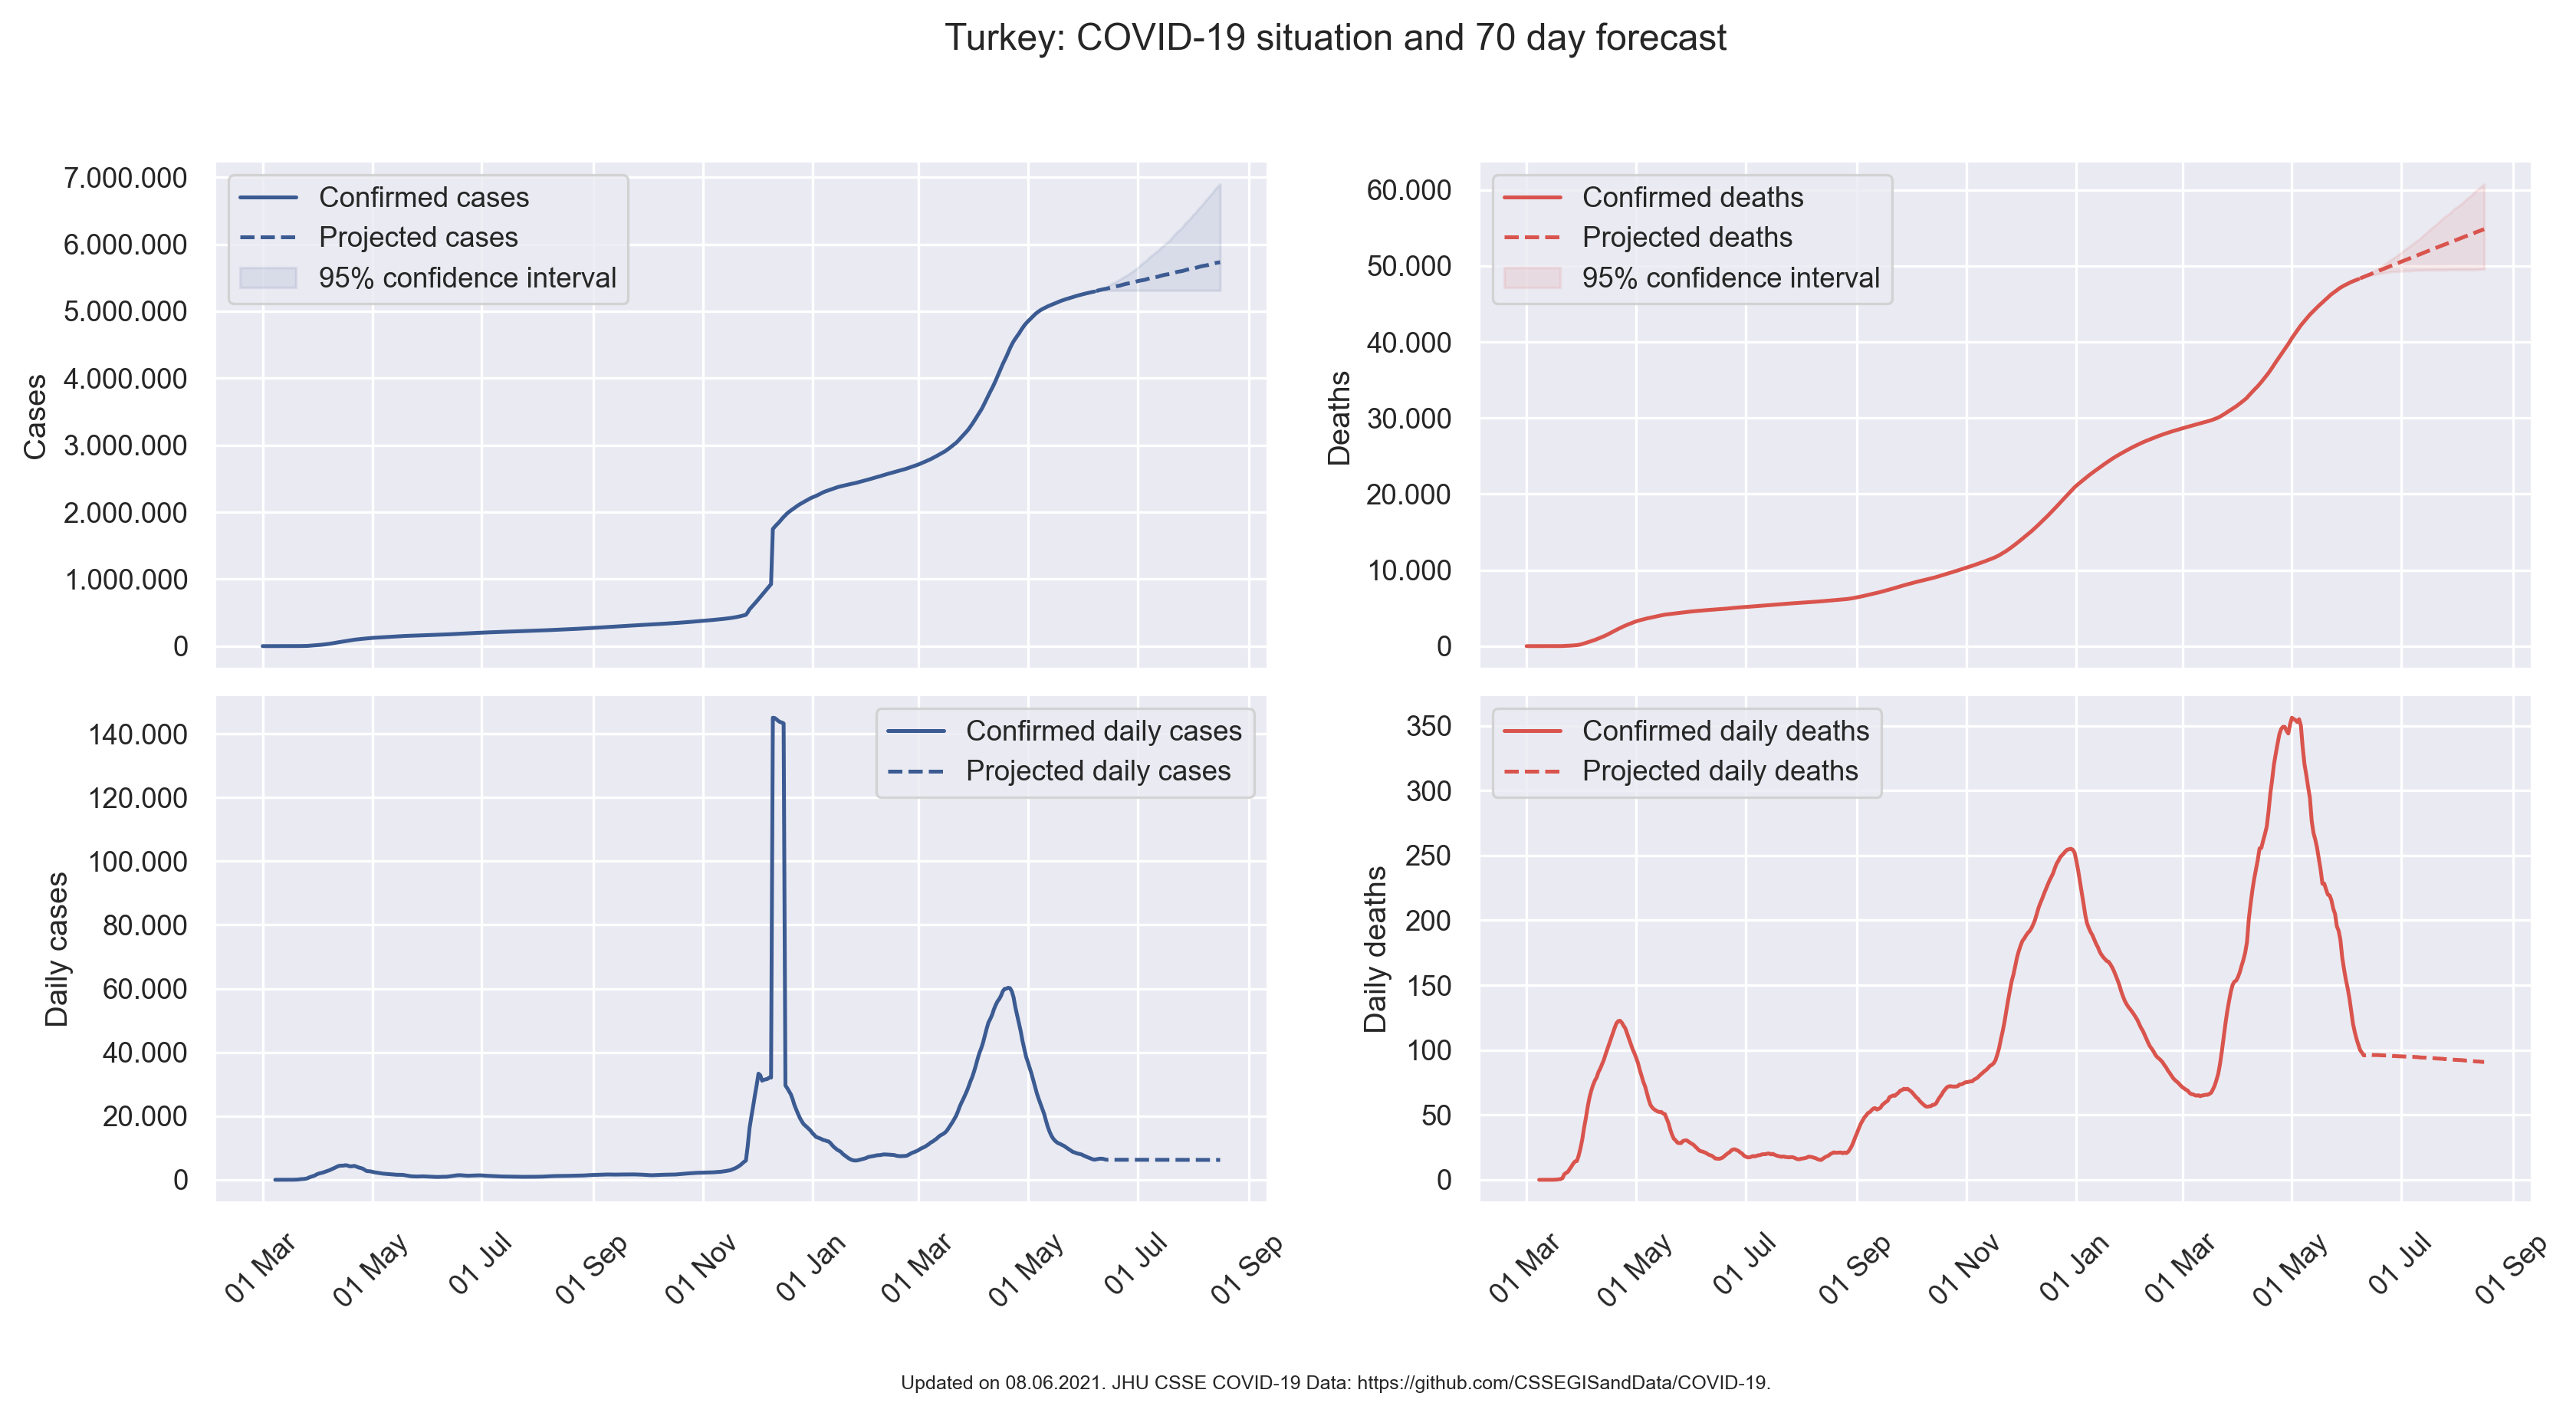 Turkey: COVID-19 situation and 70 day forecast
7.000.000
6.000.000
5.000.000
4.000.000
3.000.000
2.000.000
1.000.000
0
Cases
Confirmed cases
Projected cases
95% confidence interval
60.000
50.000
40.000
30.000
20.000
10.000
0
Deaths
Confirmed deaths
Projected deaths
95% confidence interval
140.000
120.000
100.000
80.000
60.000
40.000
20.000
0
Daily cases
Confirmed daily cases
Projected daily cases
01 Mar
01 May
01 Jul
01 Sep
01 Nov
01 Jan
01 Mar
01 May
01 Jul
01 Sep
350
300
250
200
150
100
50
0
Daily deaths
Confirmed daily deaths
Projected daily deaths
01 Mar
01 May
01 Jul
01 Sep
01 Nov
01 Jan
01 Mar
01 May
01 Jul
01 Sep
Updated on 08.06.2021. JHU CSSE COVID-19 Data: https://github.com/CSSEGISandData/COVID-19.